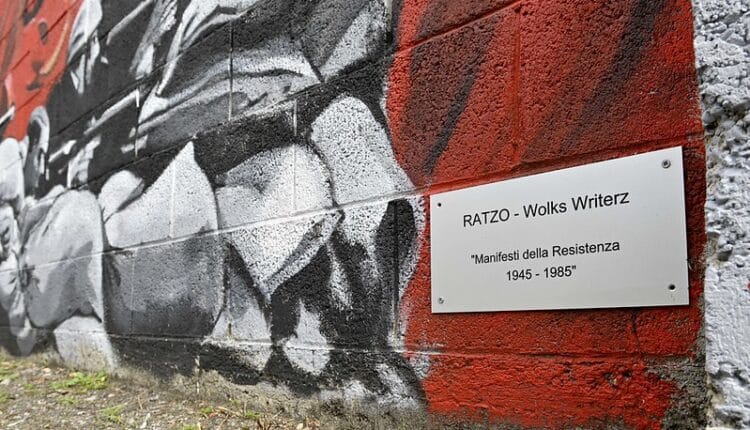 RATZO - Wolks Writerz
"Manifesti della Resistenza
1945 - 1985"